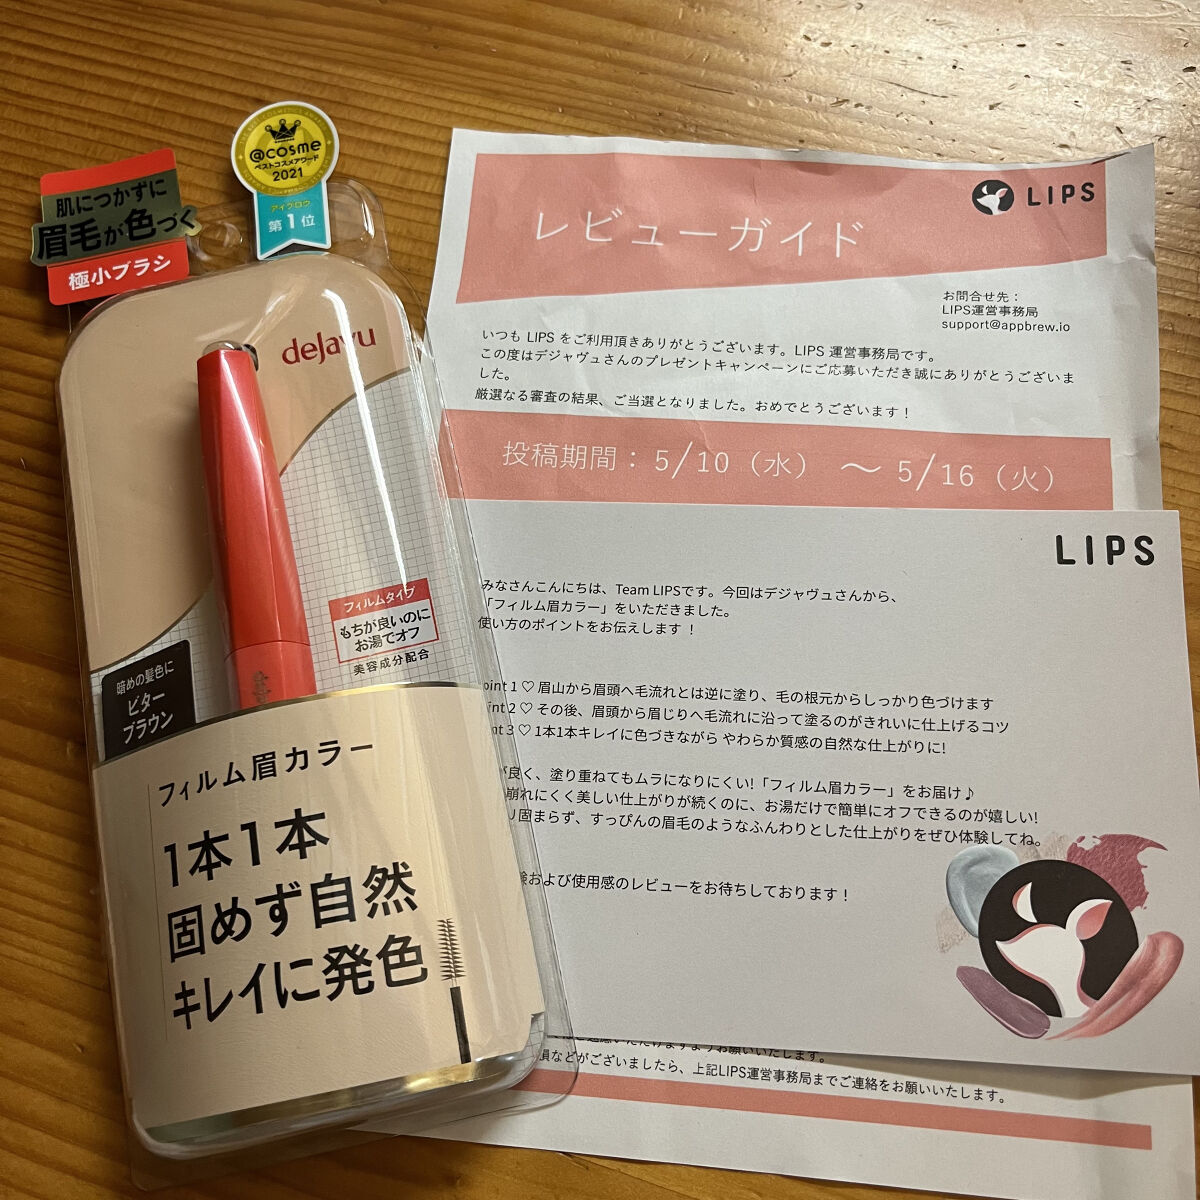 肌につかずに
眉毛が色づく
極小ブラシ
@cosme
ベストコスメアワード
2021
アイブロウ
第1位
dejavu
フィルムタイプ
もちが良いのに
お湯でオフ
美容成分配合
暗めの髪色に
ビター
ブラウン
フィルム眉カラー
1本1本
固めず自然
キレイに発色
LIPS
レビューガイド
お問合せ先：
LIPS運営事務局
support@appbrew.io
いつも LIPS をご利用頂きありがとうございます。LIPS 運営事務局です。
この度はデジャヴュさんのプレゼントキャンペーンにご応募いただき誠にありがとうございま
した。
厳選なる審査の結果、ご当選となりました。おめでとうございます！
投稿期間：5/10（水）～5/16（火）
LIPS
みなさんこんにちは、Team LIPSです。今回はデジャヴュさんから、
「フィルム眉カラー」をいただきました。
使い方のポイントをお伝えします！
oint 1 ♡ 眉山から眉頭へ毛流れとは逆に塗り、毛の根元からしっかり色づけます
int 2 ♡ その後、眉頭から眉じりへ毛流れに沿って塗るのがきれいに仕上げるコツ
nt 3 ♡ 1本1本キレイに色づきながら やわらか質感の自然な仕上がりに!
が良く、塗り重ねてもムラになりにくい!「フィルム眉カラー」をお届け♪
崩れにくく美しい仕上がりが続くのに、お湯だけで簡単にオフできるのが嬉しい!
リ固まらず、すっぴんの眉毛のようなふんわりとした仕上がりをぜひ体験してね。
および使用感のレビューをお待ちしております！
いただけますようお願いいたします。
損などがございましたら、上記LIPS運営事務局までご連絡をお願いいたします。